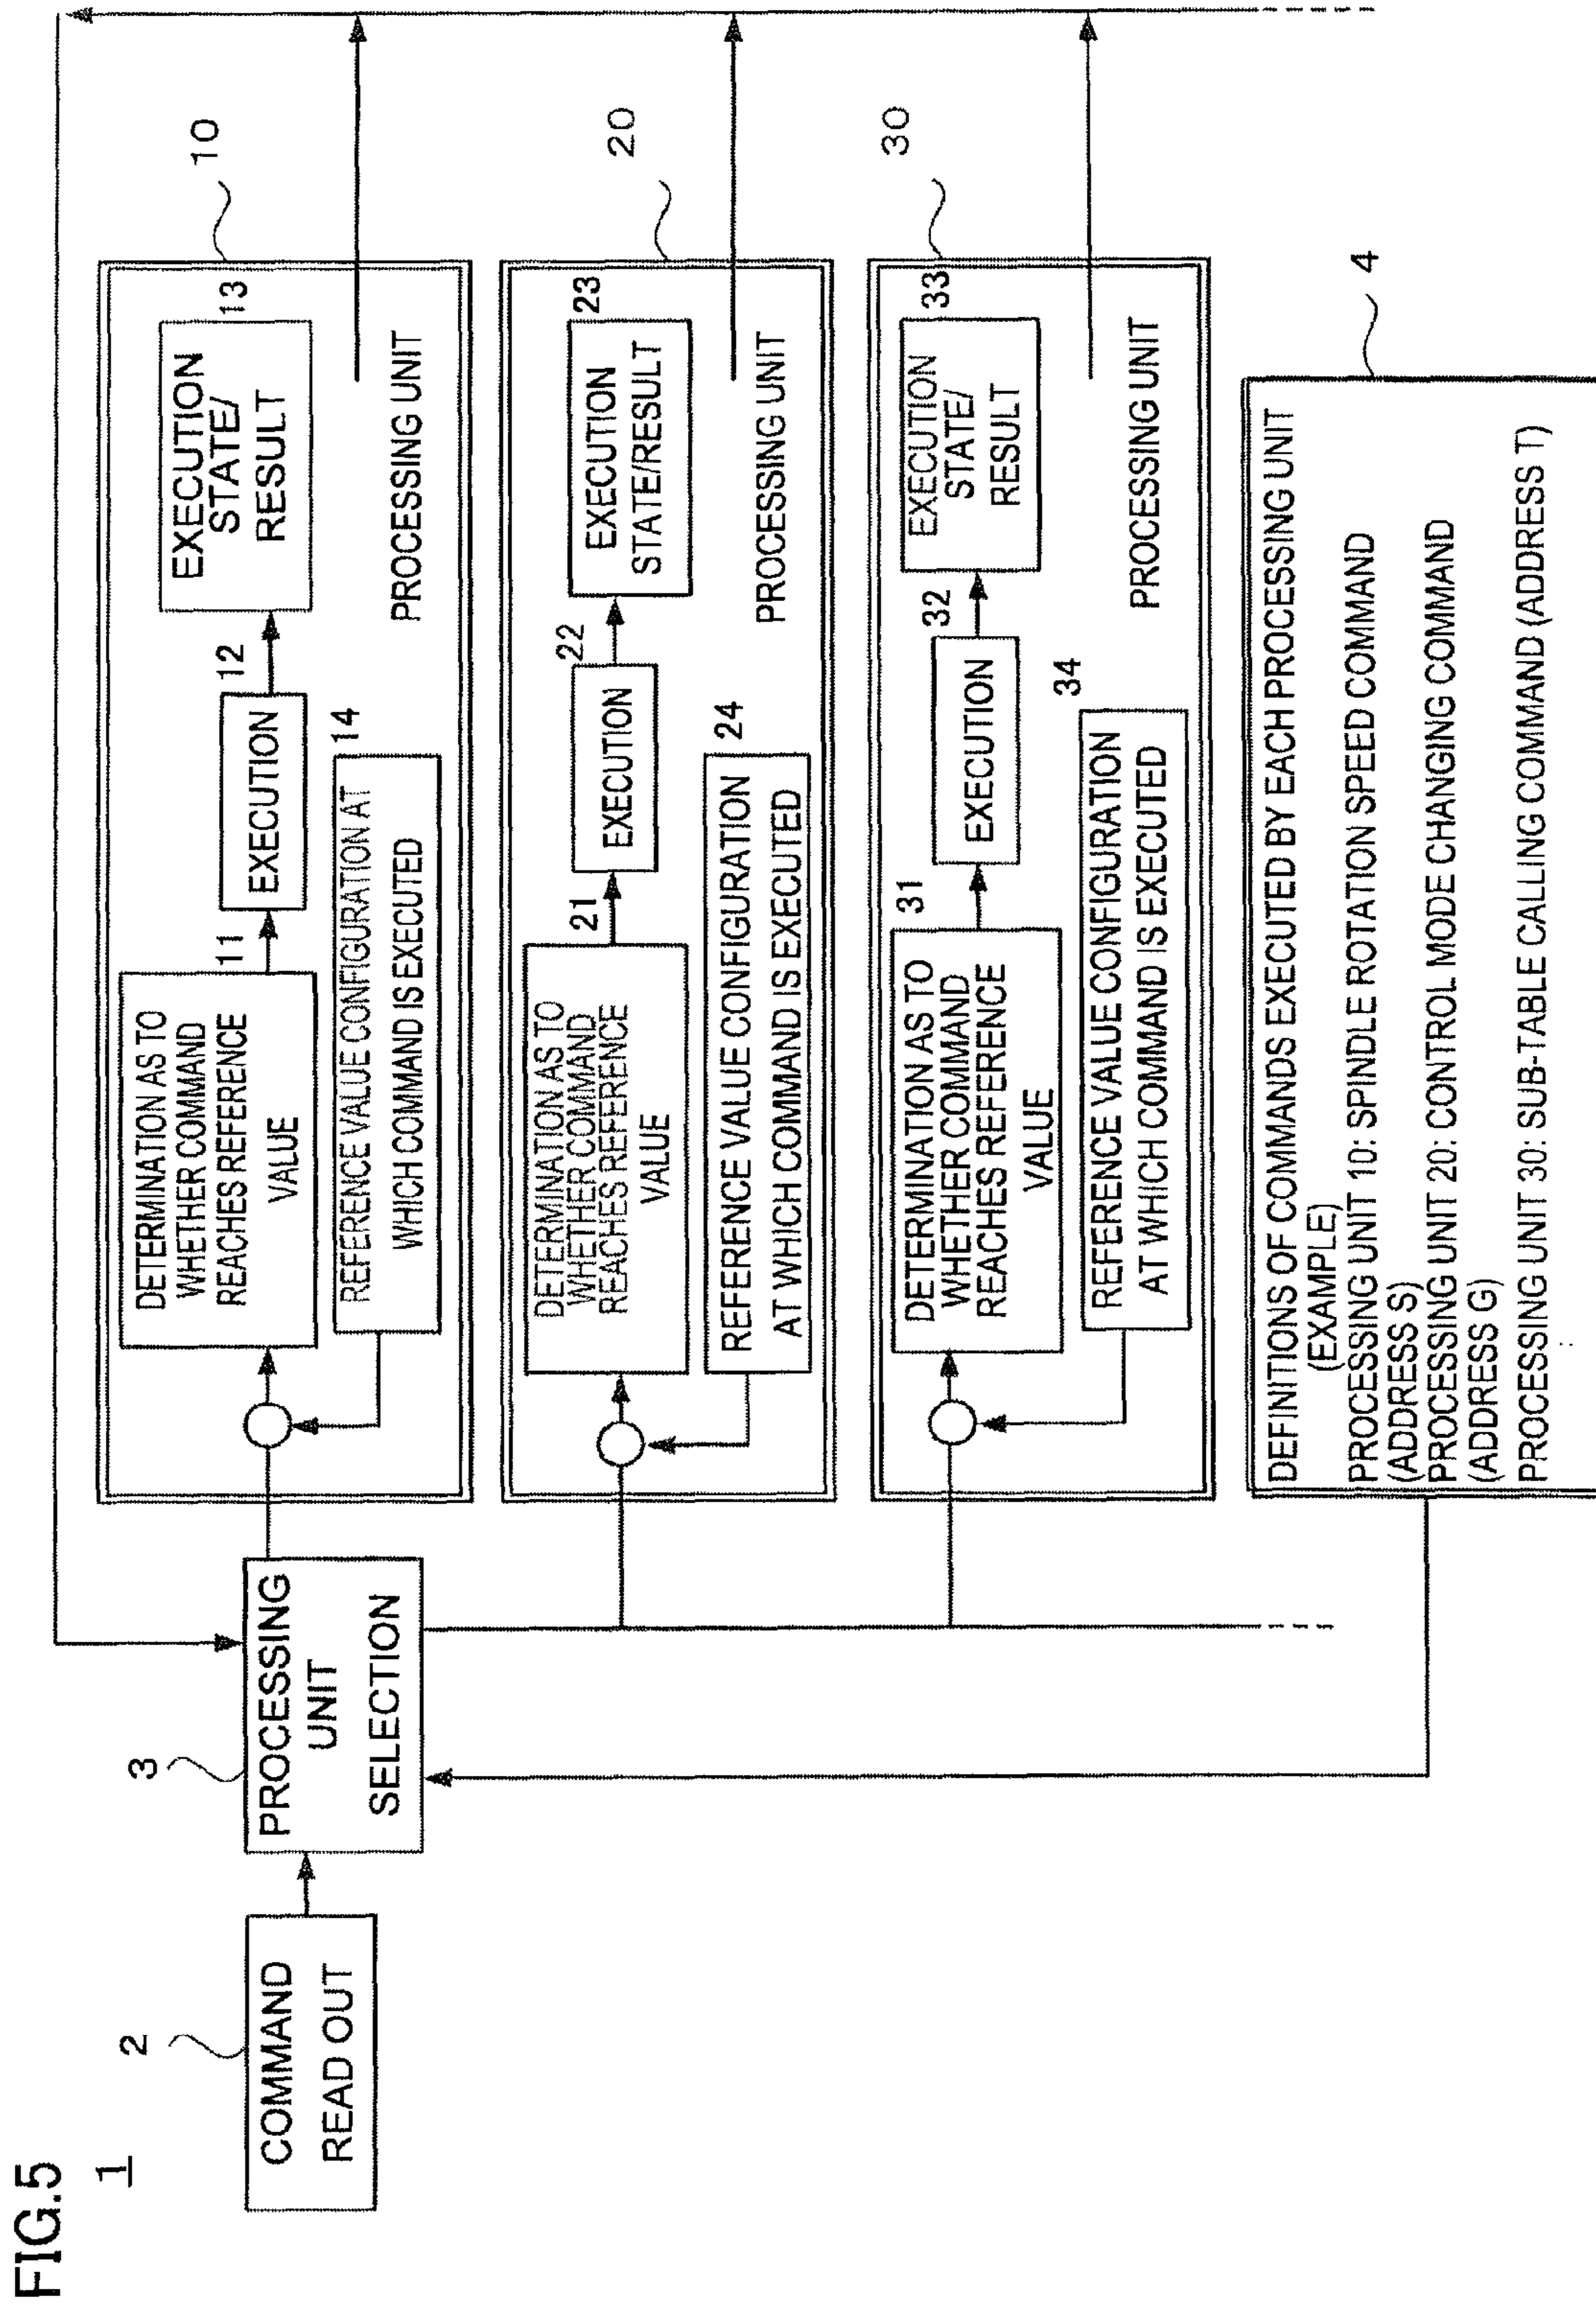 FIG.5
1
2
COMMAND
READ OUT
3
PROCESSING
UNIT
SELECTION
10
DETERMINATION AS TO
WHETHER COMMAND
REACHES REFERENCE
VALUE
11
EXECUTION
12
EXECUTION
STATE/
RESULT
13
REFERENCE VALUE CONFIGURATION AT
WHICH COMMAND IS EXECUTED
14
PROCESSING UNIT
20
DETERMINATION AS TO
WHETHER COMMAND
REACHES REFERENCE
VALUE
21
EXECUTION
22
EXECUTION
STATE/RESULT
23
REFERENCE VALUE CONFIGURATION
AT WHICH COMMAND IS EXECUTED
24
PROCESSING UNIT
30
DETERMINATION AS TO
WHETHER COMMAND
REACHES REFERENCE
VALUE
31
EXECUTION
32
EXECUTION
STATE/
RESULT
33
REFERENCE VALUE CONFIGURATION
AT WHICH COMMAND IS EXECUTED
34
PROCESSING UNIT
4
DEFINITIONS OF COMMANDS EXECUTED BY EACH PROCESSING UNIT
(EXAMPLE)
PROCESSING UNIT 10: SPINDLE ROTATION SPEED COMMAND
(ADDRESS S)
PROCESSING UNIT 20: CONTROL MODE CHANGING COMMAND
(ADDRESS G)
PROCESSING UNIT 30: SUB-TABLE CALLING COMMAND (ADDRESS T)